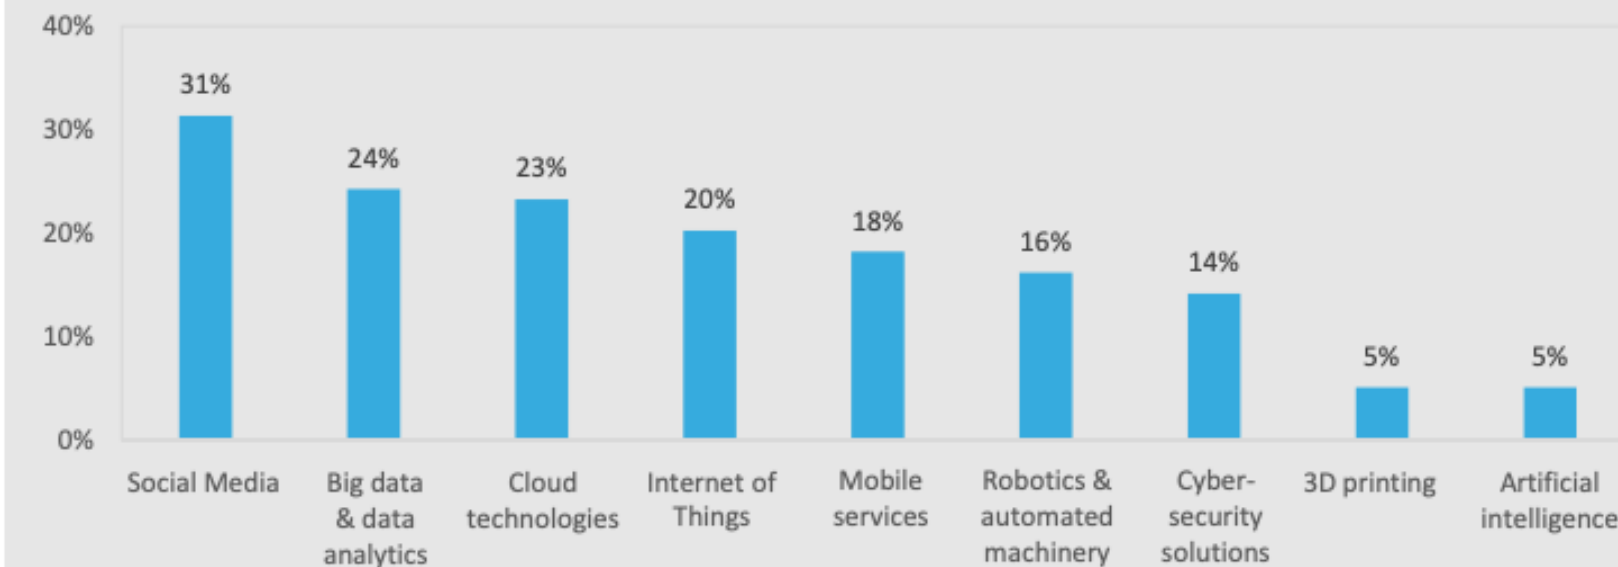 40%
31%
30%
24%
23%
20%
18%
20%
16%
14%
10%
5%
5%
0%
Social Media
Big data
& data
analytics
Cloud
technologies
Internet of
Things
Mobile
services
Robotics &
automated
machinery
Cyber-
security
solutions
3D printing
Artificial
intelligence